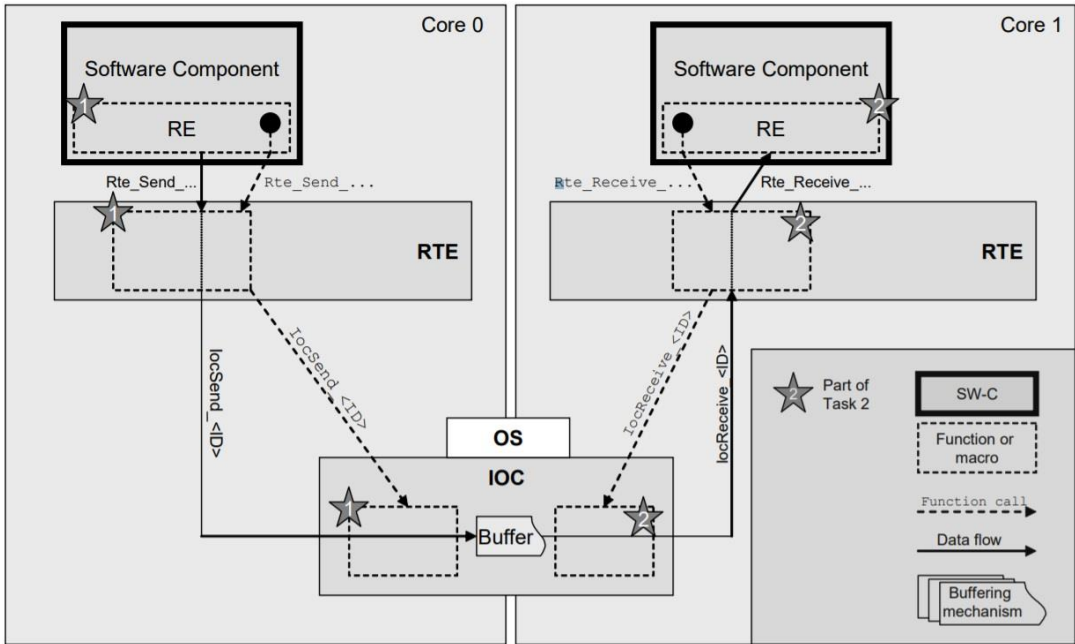 Core 0
Core 1
Software Component
1
RE
Software Component
2
RE
Rte_Send_...
Rte_Send_...
Rte_Receive_...
Rte_Receive_...
1
RTE
2
RTE
IocSend_<ID>
IocSend_<ID>
IocReceive_<ID>
IocReceive_<ID>
OS
IOC
1
Buffer
2
2
Part of
Task 2
SW-C
Function or
macro
Function call
Data flow
Buffering
mechanism